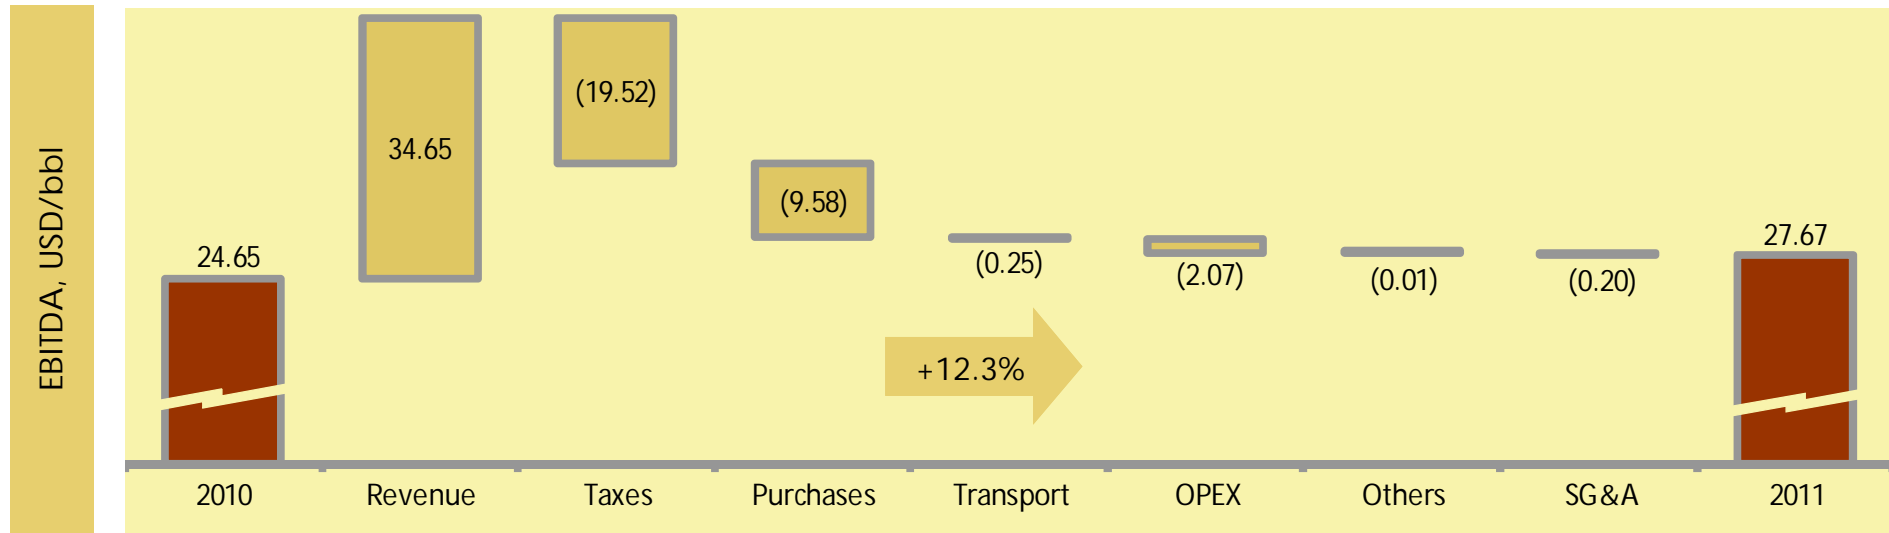 EBITDA, USD/bbl
24.65
34.65
(19.52)
(9.58)
(0.25)
(2.07)
(0.01)
(0.20)
27.67
+12.3%
2010
Revenue
Taxes
Purchases
Transport
OPEX
Others
SG&A
2011